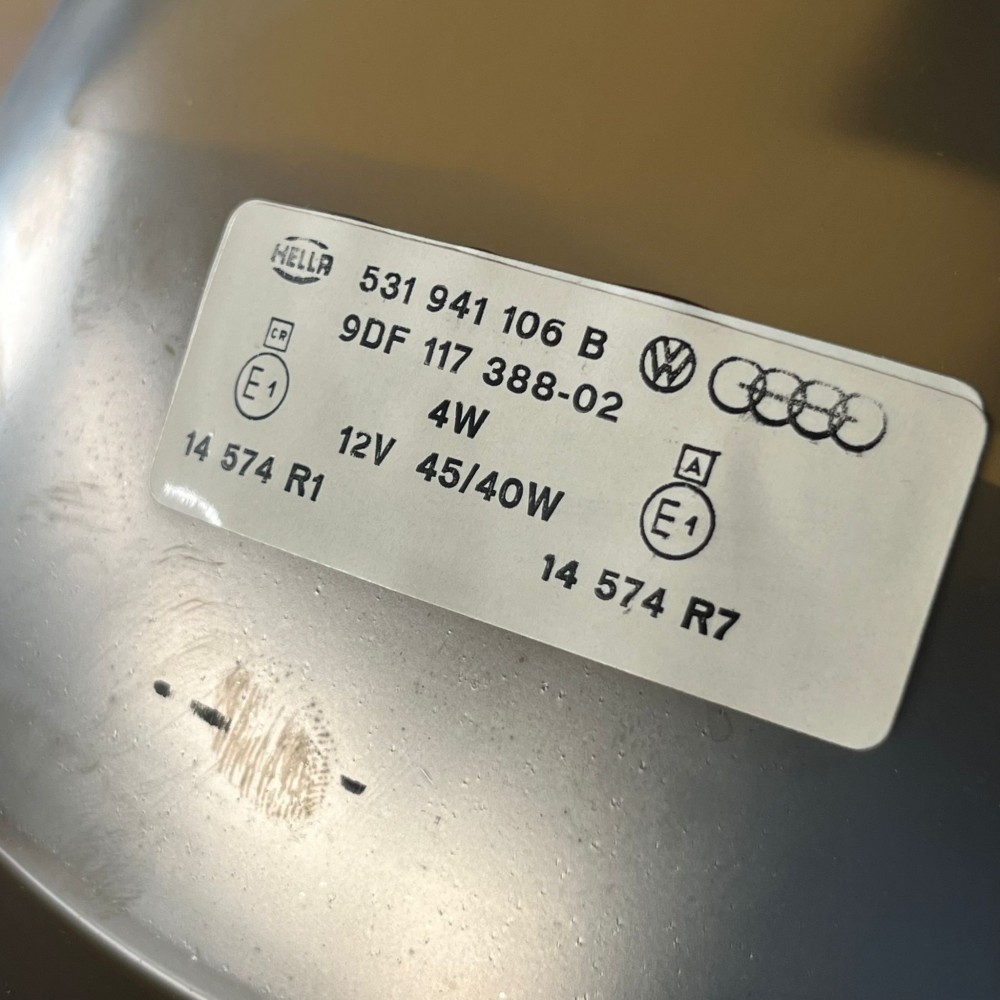 HELLA
531 941 106 B
9DF 117 388-02
4W
12V 45/40W
CR
E1
14 574 R1
VW
A
E1
14 574 R7